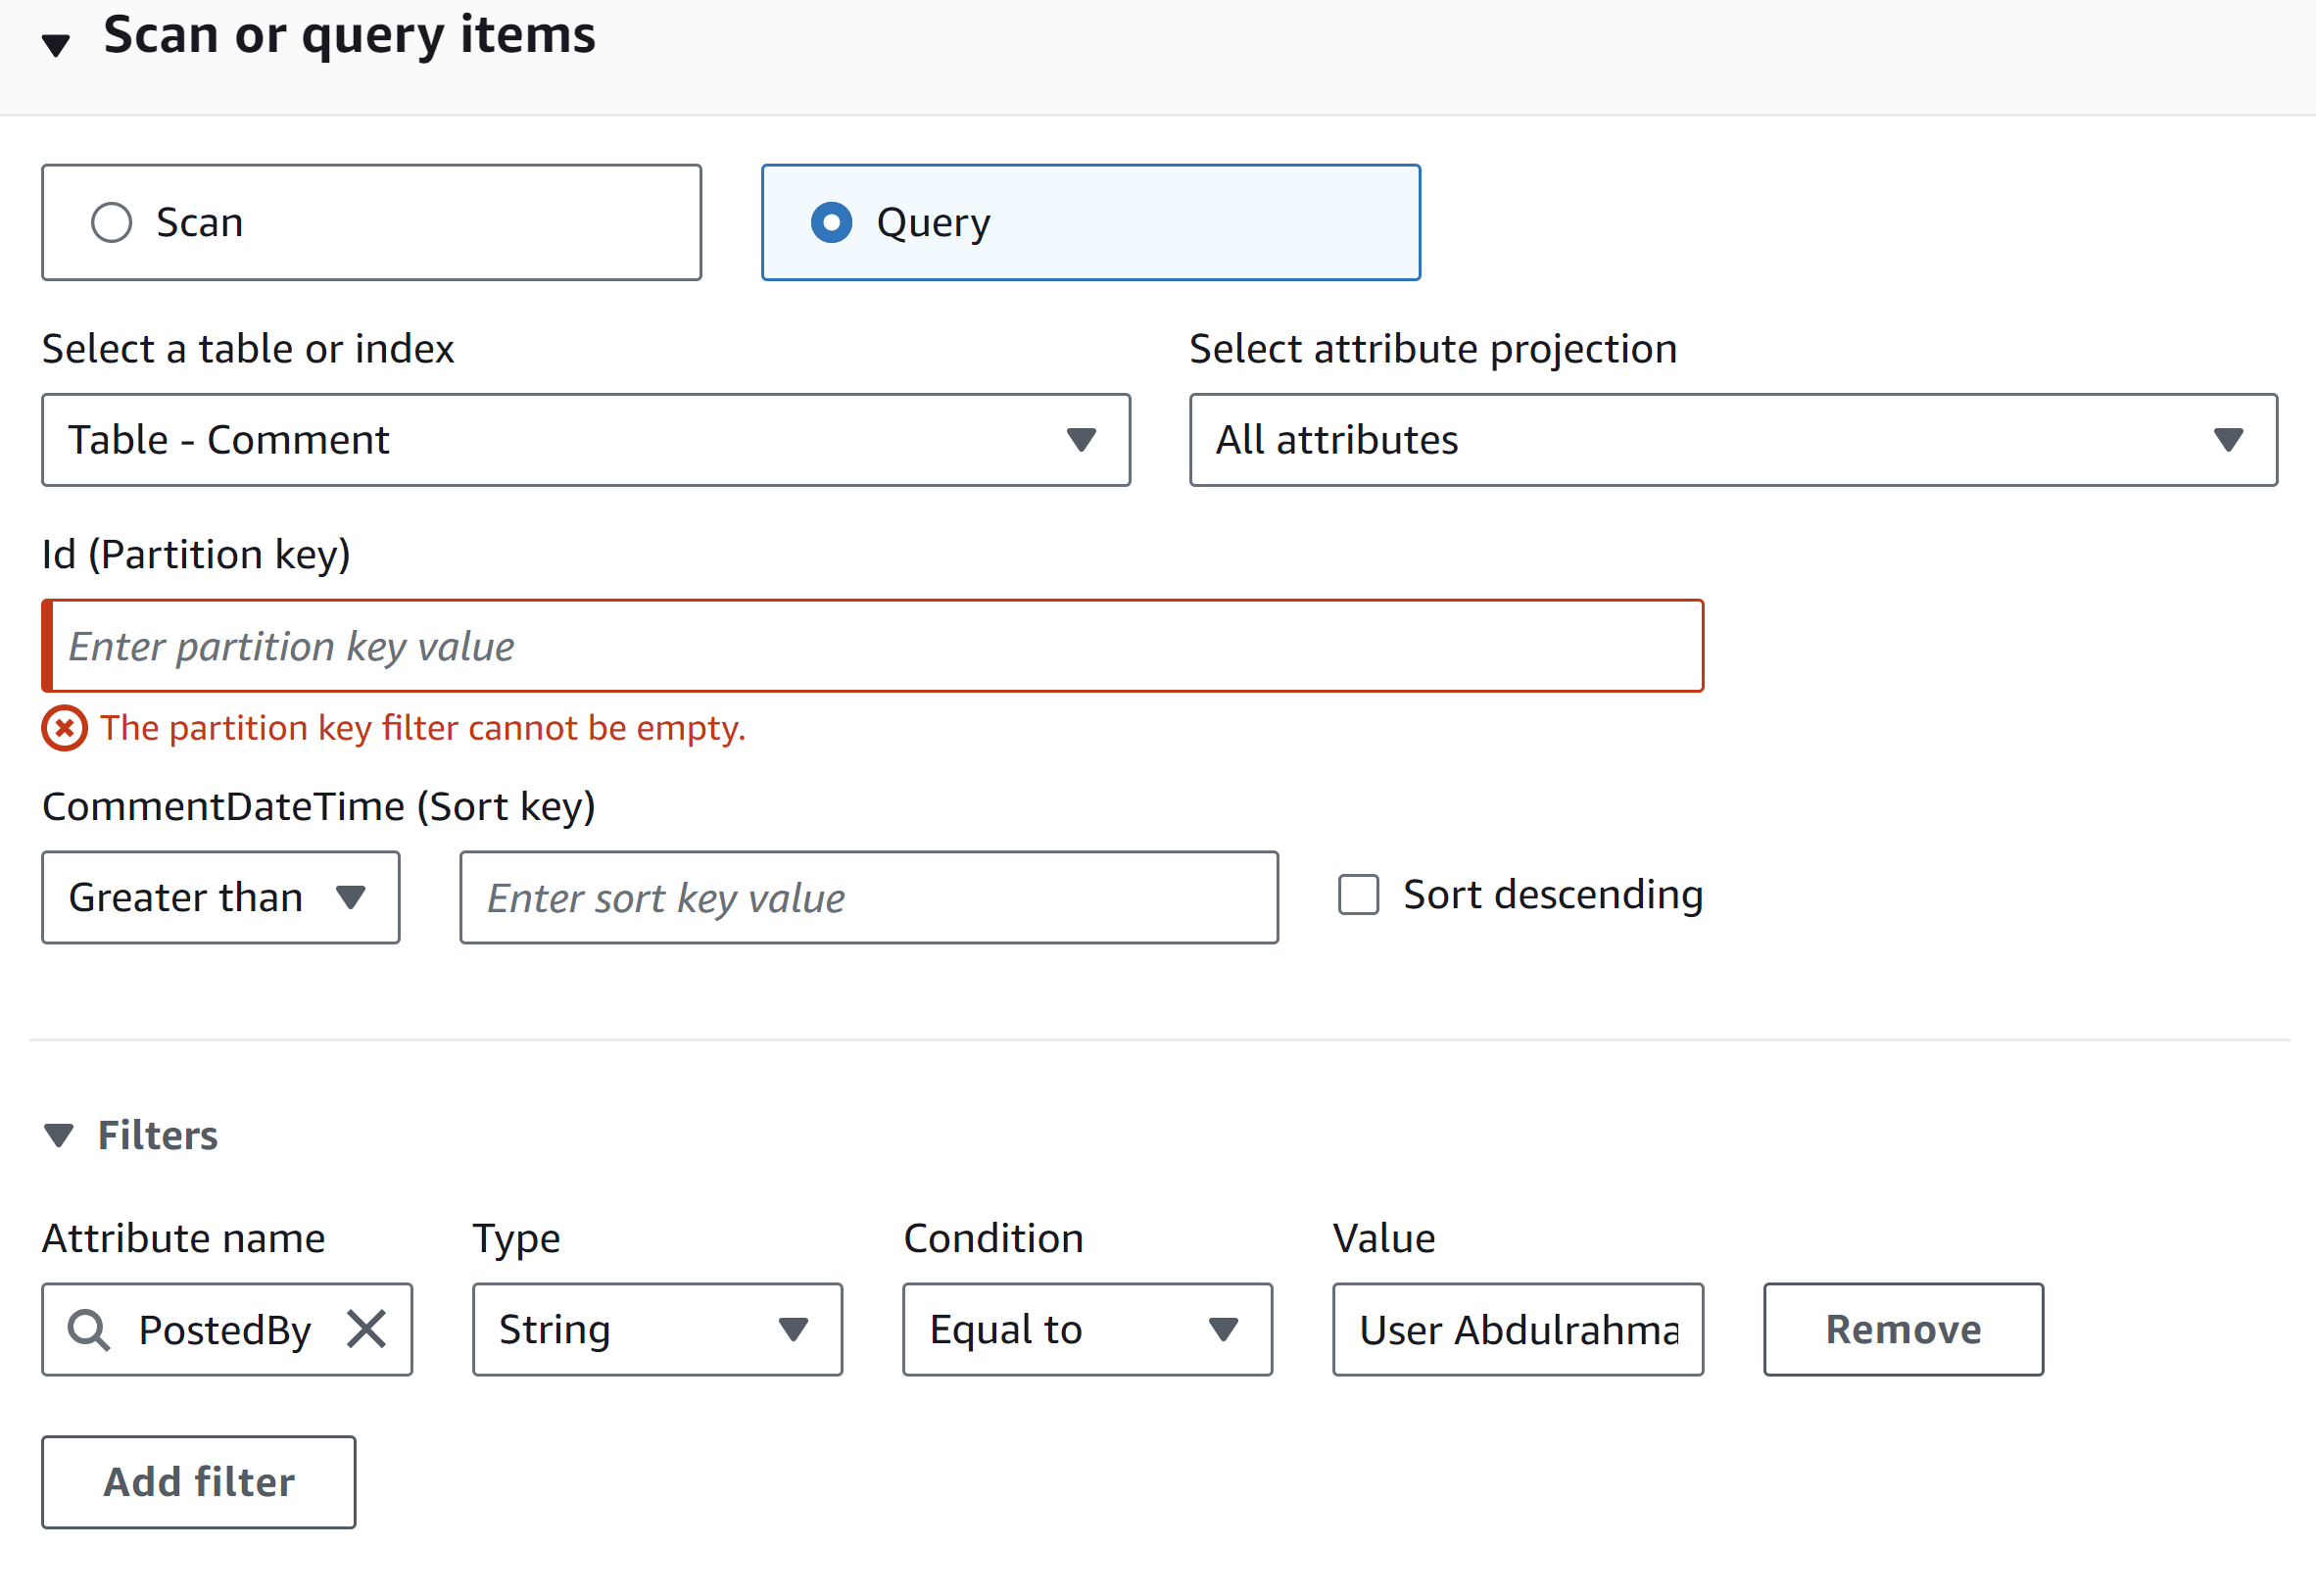 Scan or query items
Scan
Query
Select a table or index
Select attribute projection
Table - Comment
All attributes
Id (Partition key)
Enter partition key value
The partition key filter cannot be empty.
CommentDateTime (Sort key)
Greater than
Enter sort key value
Sort descending
Filters
Attribute name
Type
Condition
Value
PostedBy
String
Equal to
User Abdulrahma
Remove
Add filter